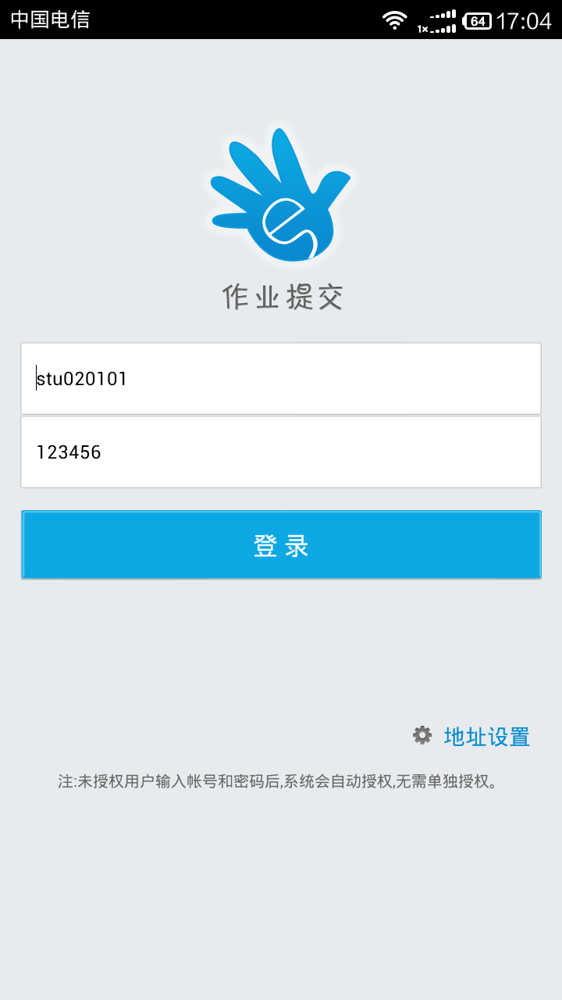 中国电信 1× 64 17:04
e
作业提交
stu020101
123456
登录
地址设置
注:未授权用户输入帐号和密码后,系统会自动授权,无需单独授权。